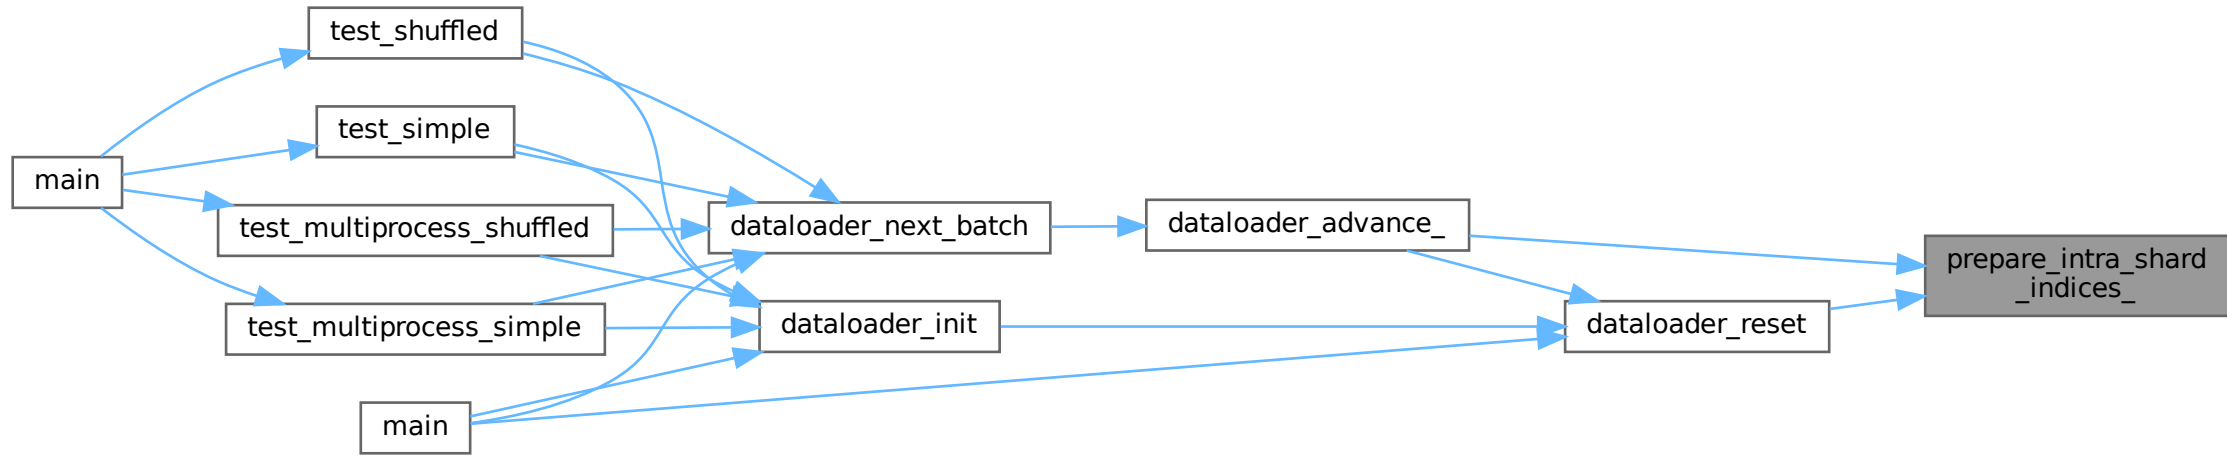 test_shuffled
test_simple
main
test_multiprocess_shuffled
test_multiprocess_simple
main
dataloader_next_batch
dataloader_init
dataloader_advance_
dataloader_reset
prepare_intra_shard
_indices_